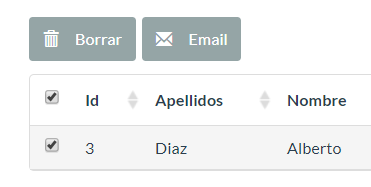 Borrar Email
Id Apellidos Nombre
3 Diaz Alberto